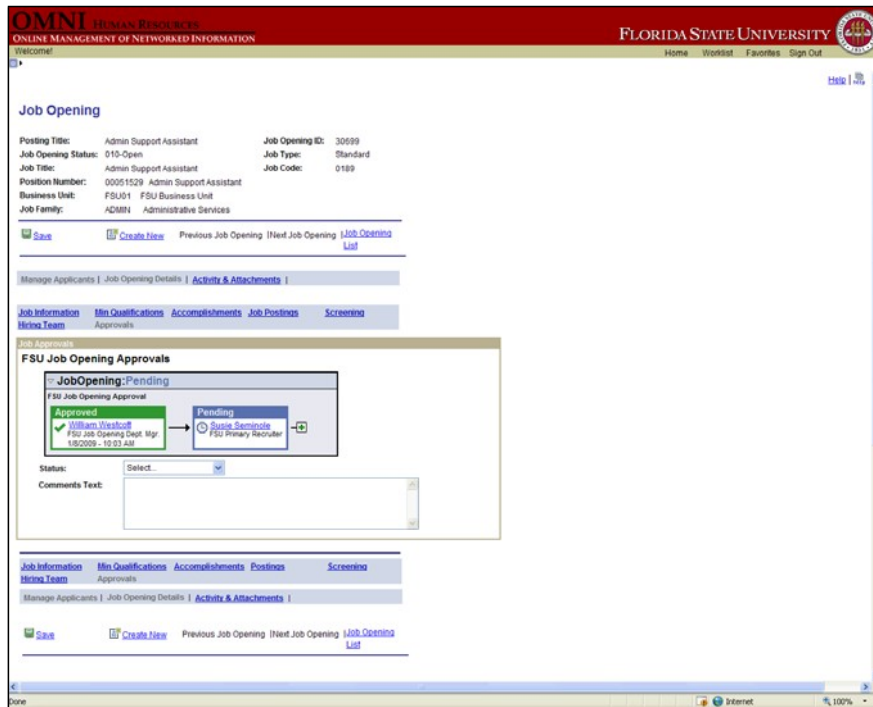 OMNI HUMAN RESOURCES
ONLINE MANAGEMENT OF NETWORKED INFORMATION
FLORIDA STATE UNIVERSITY
Welcome!
Home Worklist Favorites Sign Out
Help |
Job Opening
Posting Title: Admin Support Assistant Job Opening ID: 30699
Job Opening Status: 010-Open Job Type: Standard
Job Title: Admin Support Assistant Job Code: 0189
Position Number: 00051529 Admin Support Assistant
Business Unit: FSU01 FSU Business Unit
Job Family: ADMIN Administrative Services
Save Create New Previous Job Opening |Next Job Opening |Job Opening
List
Manage Applicants | Job Opening Details | Activity & Attachments |
Job Information Min Qualifications Accomplishments Job Postings Screening
Hiring Team Approvals
Job Approvals
FSU Job Opening Approvals
JobOpening:Pending
FSU Job Opening Approval
Approved Pending
William Westcott Susie Seminole
FSU Job Opening Dept. Mgr. FSU Primary Recruiter
1/8/2009 - 10:03 AM
Status: Select...
Comments Text:
Job Information Min Qualifications Accomplishments Postings Screening
Hiring Team Approvals
Manage Applicants | Job Opening Details | Activity & Attachments |
Save Create New Previous Job Opening |Next Job Opening |Job Opening
List
Done Internet 100%